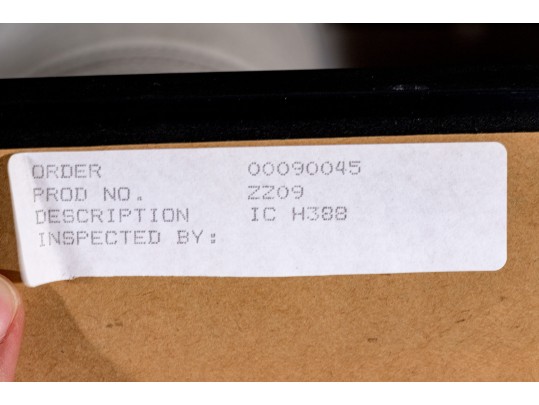 ORDER 00090045
PROD NO. ZZ09
DESCRIPTION IC H388
INSPECTED BY: